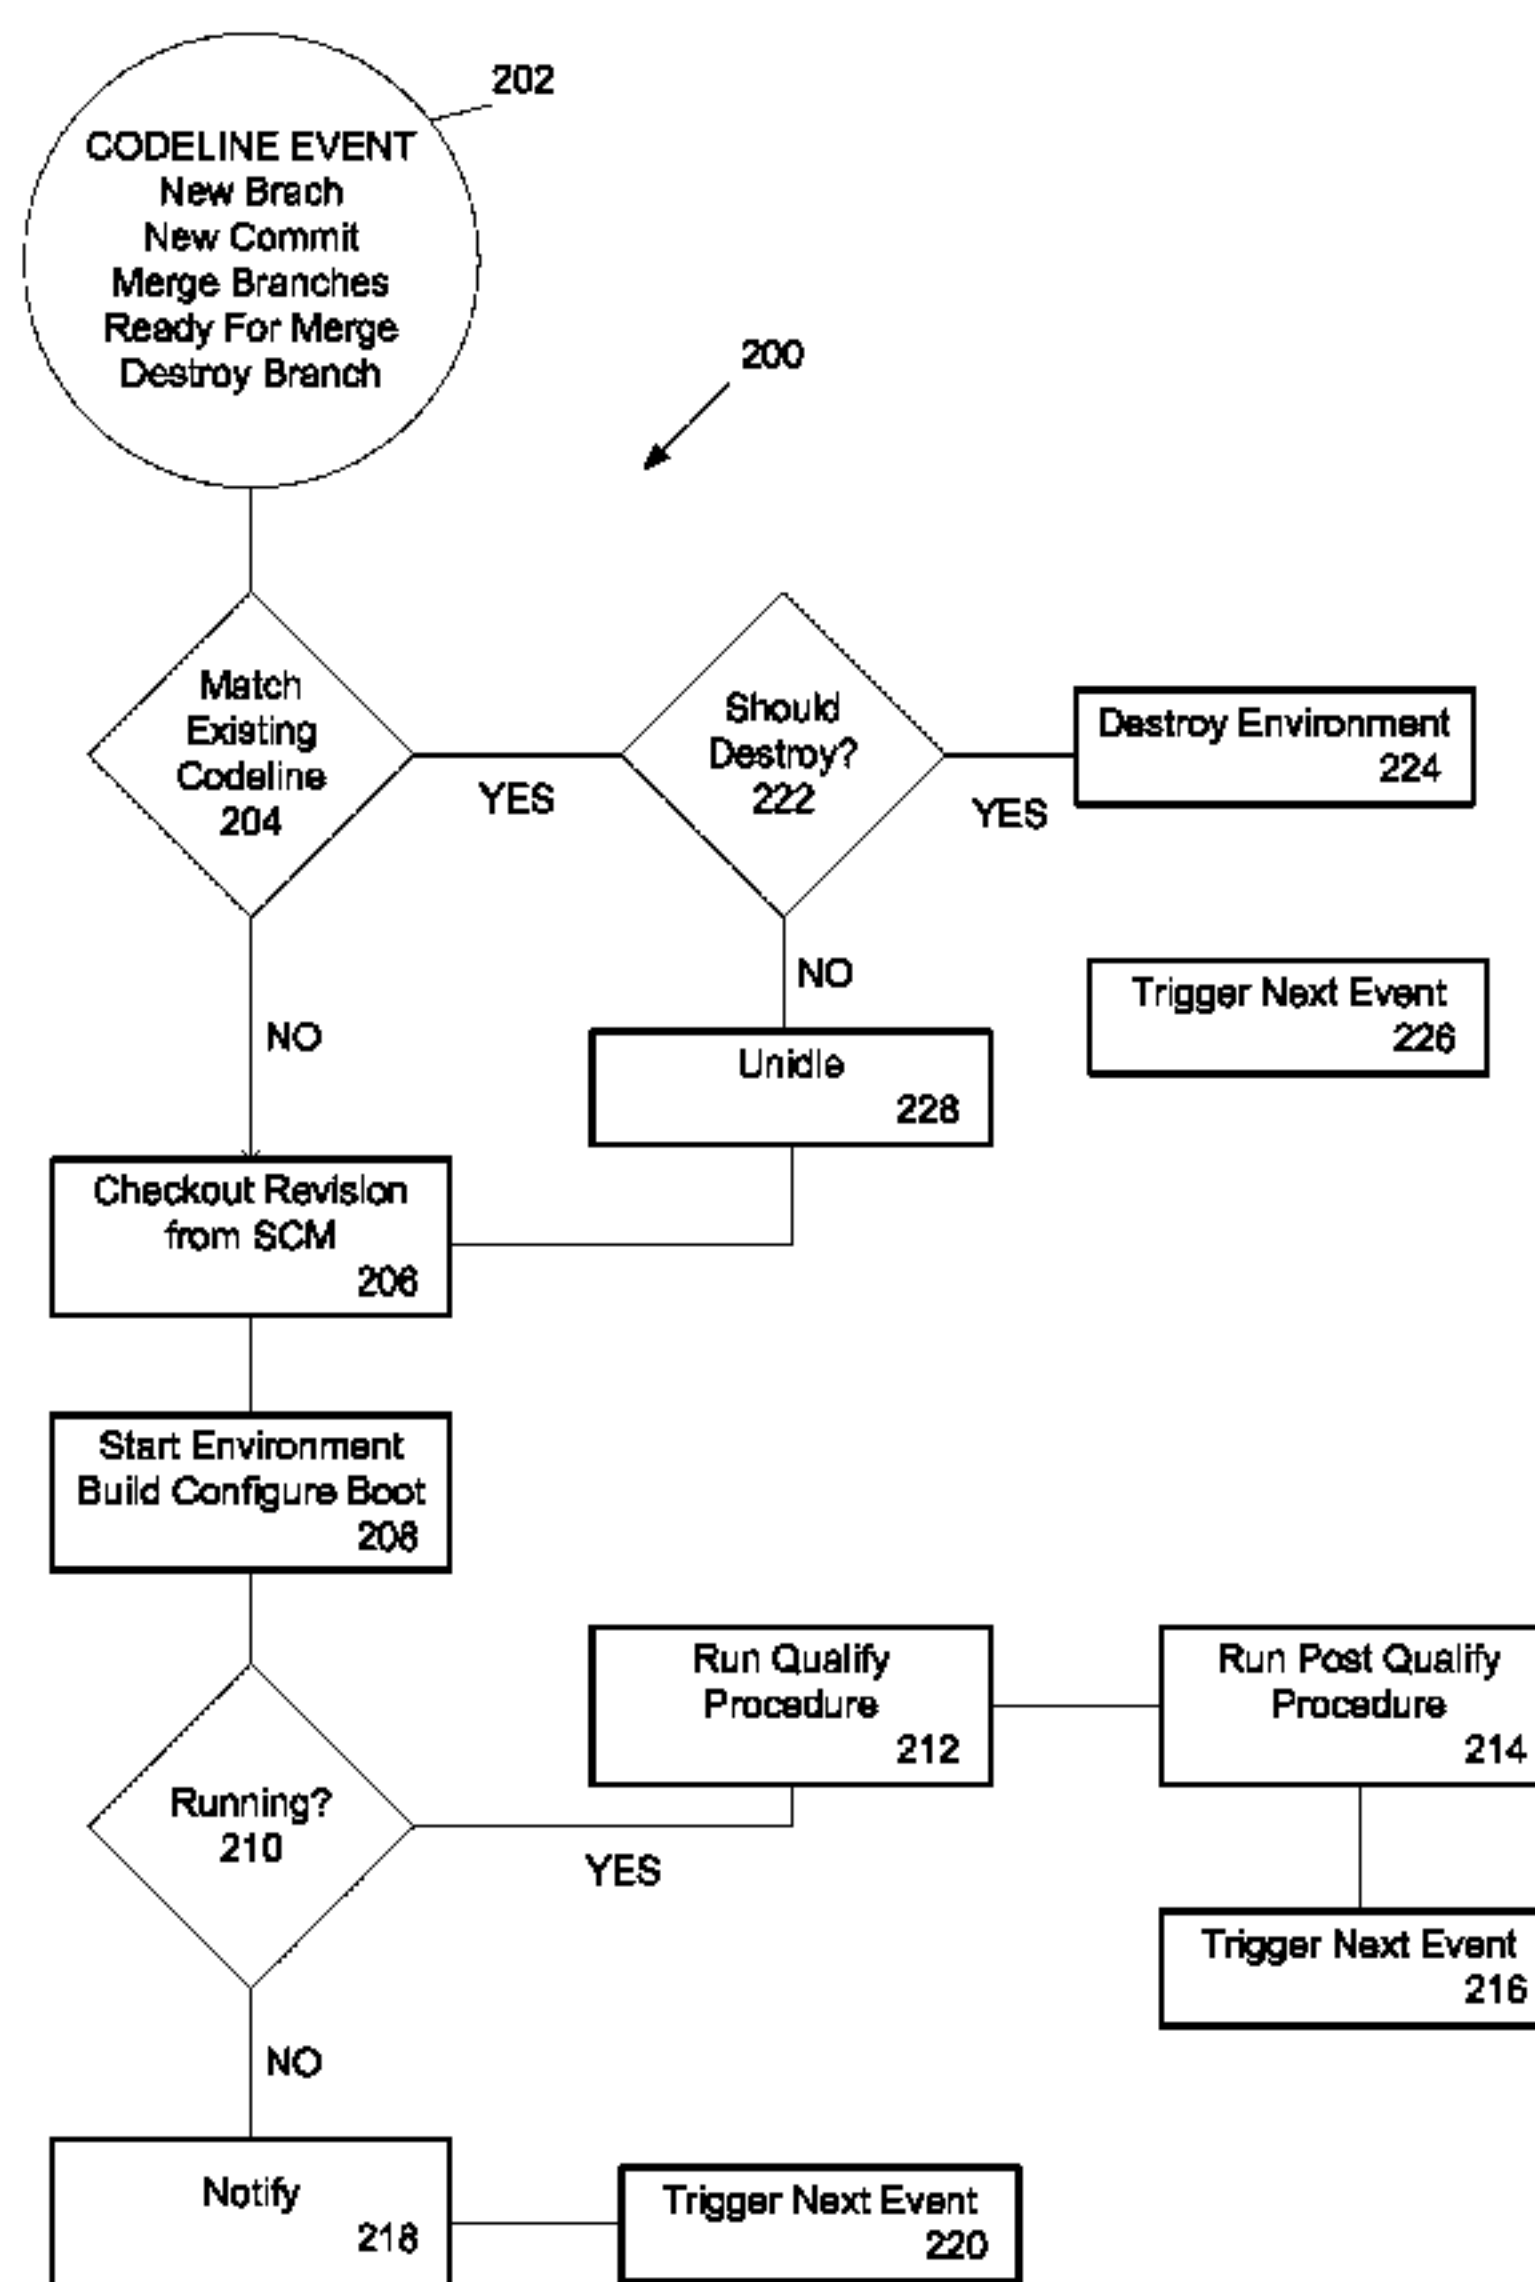 202
CODELINE EVENT
New Brach
New Commit
Merge Branches
Ready For Merge
Destroy Branch
200
Match
Existing
Codeline
204
YES
Should
Destroy?
222
YES
Destroy Environment
224
NO
NO
Trigger Next Event
226
Unidle
228
Checkout Revision
from SCM
206
Start Environment
Build Configure Boot
208
Running?
210
YES
Run Qualify
Procedure
212
Run Post Qualify
Procedure
214
Trigger Next Event
216
NO
Notify
218
Trigger Next Event
220